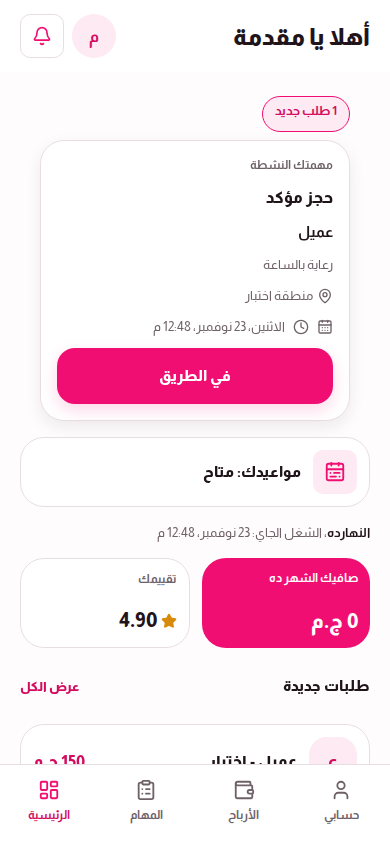 أهلا يا مقدمة
م
1 طلب جديد
مهمتك النشطة
حجز مؤكد
عميل
رعاية بالساعة
منطقة اختبار
الاثنين، 23 نوفمبر، 12:48 م
في الطريق
مواعيدك: متاح
النهارده، الشغل الجاي: 23 نوفمبر، 12:48 م
صافيك الشهر ده
0 ج.م
تقييمك
4.90
طلبات جديدة
عرض الكل
عميل - اختبار
150 ج.م
حسابي
الأرباح
المهام
الرئيسية